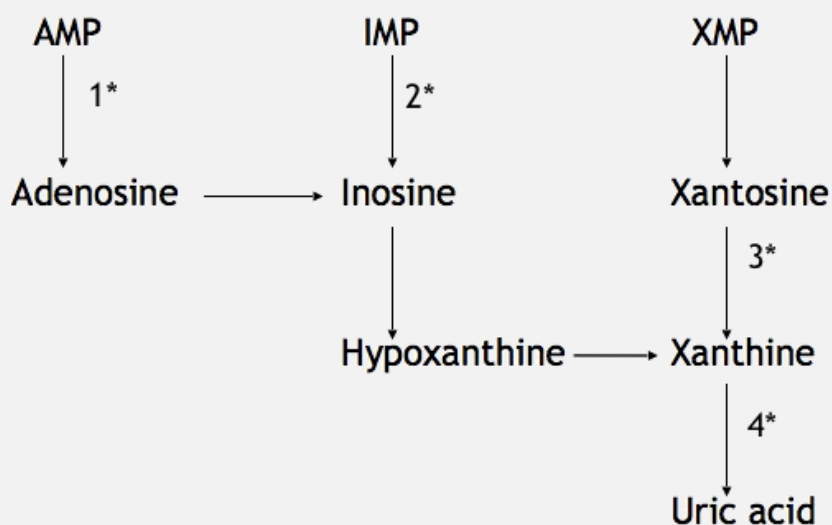 AMP IMP XMP
1* 2*
Adenosine Inosine Xantosine
3*
Hypoxanthine Xanthine
4*
Uric acid